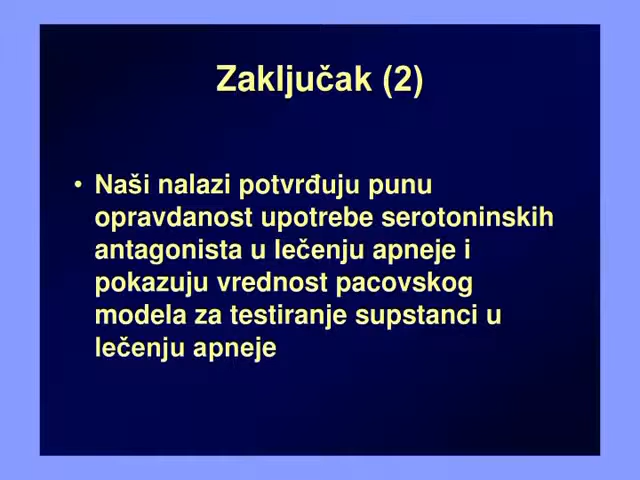 Zaključak (2)
• Naši nalazi potvrđuju punu
opravdanost upotrebe serotoninskih
antagonista u lečenju apneje i
pokazuju vrednost pacovskog
modela za testiranje supstanci u
lečenju apneje